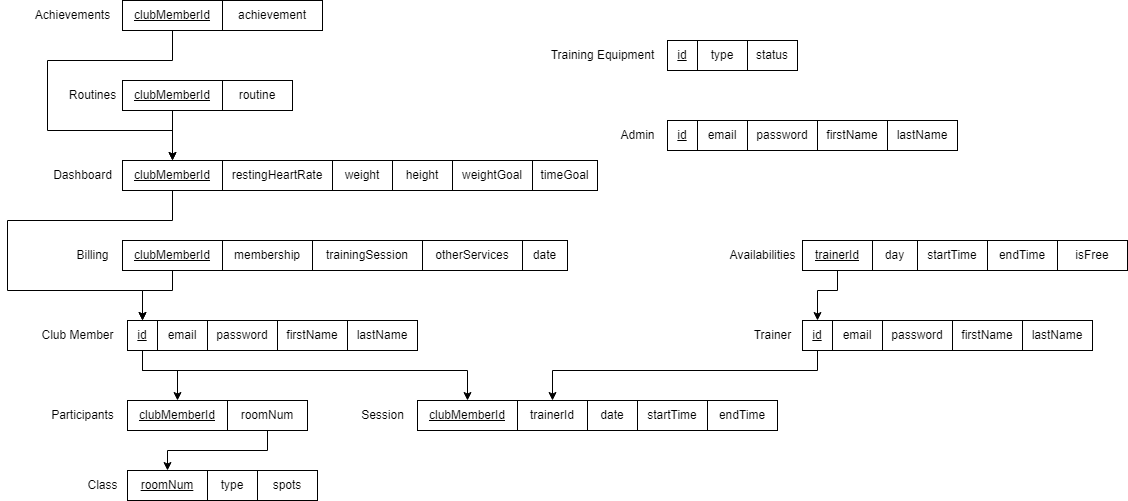 Achievements clubMemberId achievement
Training Equipment id type status
Routines clubMemberId routine
Admin id email password firstName lastName
Dashboard clubMemberId restingHeartRate weight height weightGoal timeGoal
Billing clubMemberId membership trainingSession otherServices date
Availabilities trainerId day startTime endTime isFree
Club Member id email password firstName lastName
Trainer id email password firstName lastName
Participants clubMemberId roomNum
Session clubMemberId trainerId date startTime endTime
Class roomNum type spots